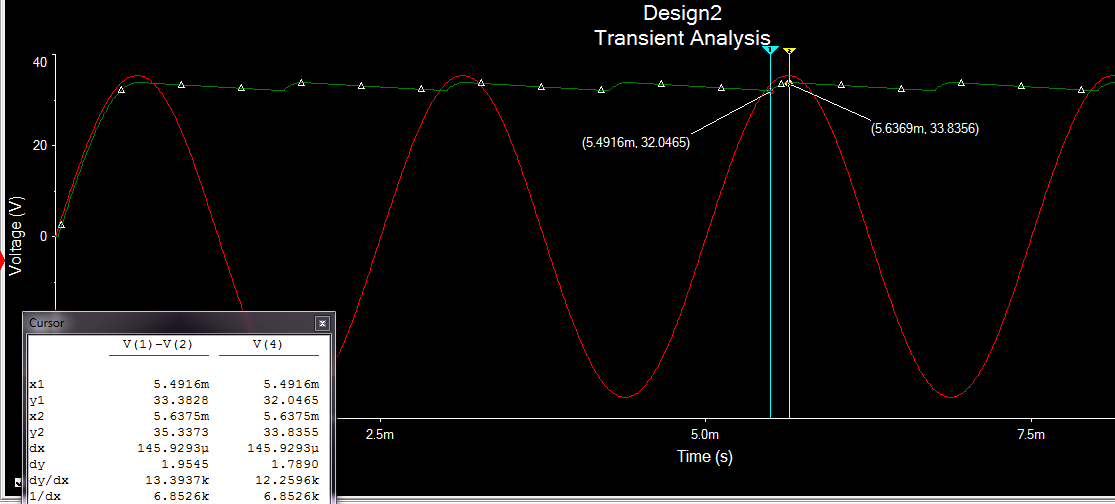 Design2
Transient Analysis
40
20
0
Voltage (V)
(5.4916m, 32.0465)
(5.6369m, 33.8356)
2.5m
5.0m
7.5m
Time (s)
Cursor
V(1)-V(2) V(4)
x1 5.4916m 5.4916m
y1 33.3828 32.0465
x2 5.6375m 5.6375m
y2 35.3373 33.8355
dx 145.9293µ 145.9293µ
dy 1.9545 1.7890
dy/dx 13.3937k 12.2596k
1/dx 6.8526k 6.8526k